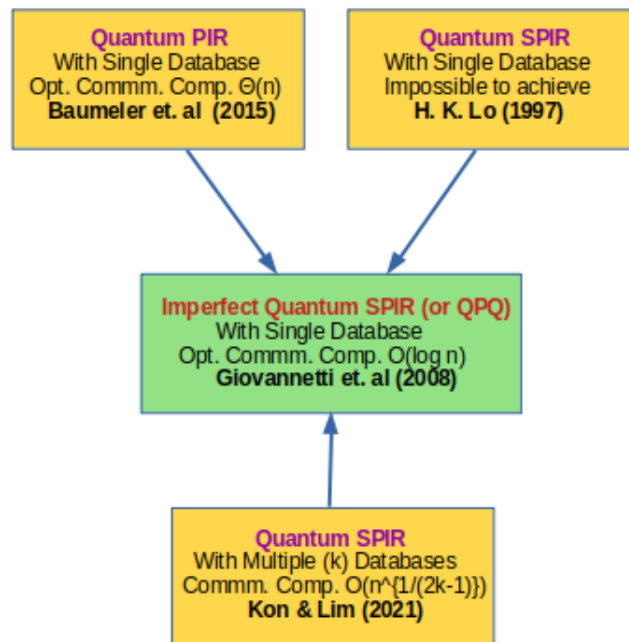 Quantum PIR
With Single Database
Opt. Commm. Comp. Θ(n)
Baumeler et. al (2015)
Quantum SPIR
With Single Database
Impossible to achieve
H. K. Lo (1997)
Imperfect Quantum SPIR (or QPQ)
With Single Database
Opt. Commm. Comp. O(log n)
Giovannetti et. al (2008)
Quantum SPIR
With Multiple (k) Databases
Commm. Comp. O(n^{1/(2k-1)})
Kon & Lim (2021)